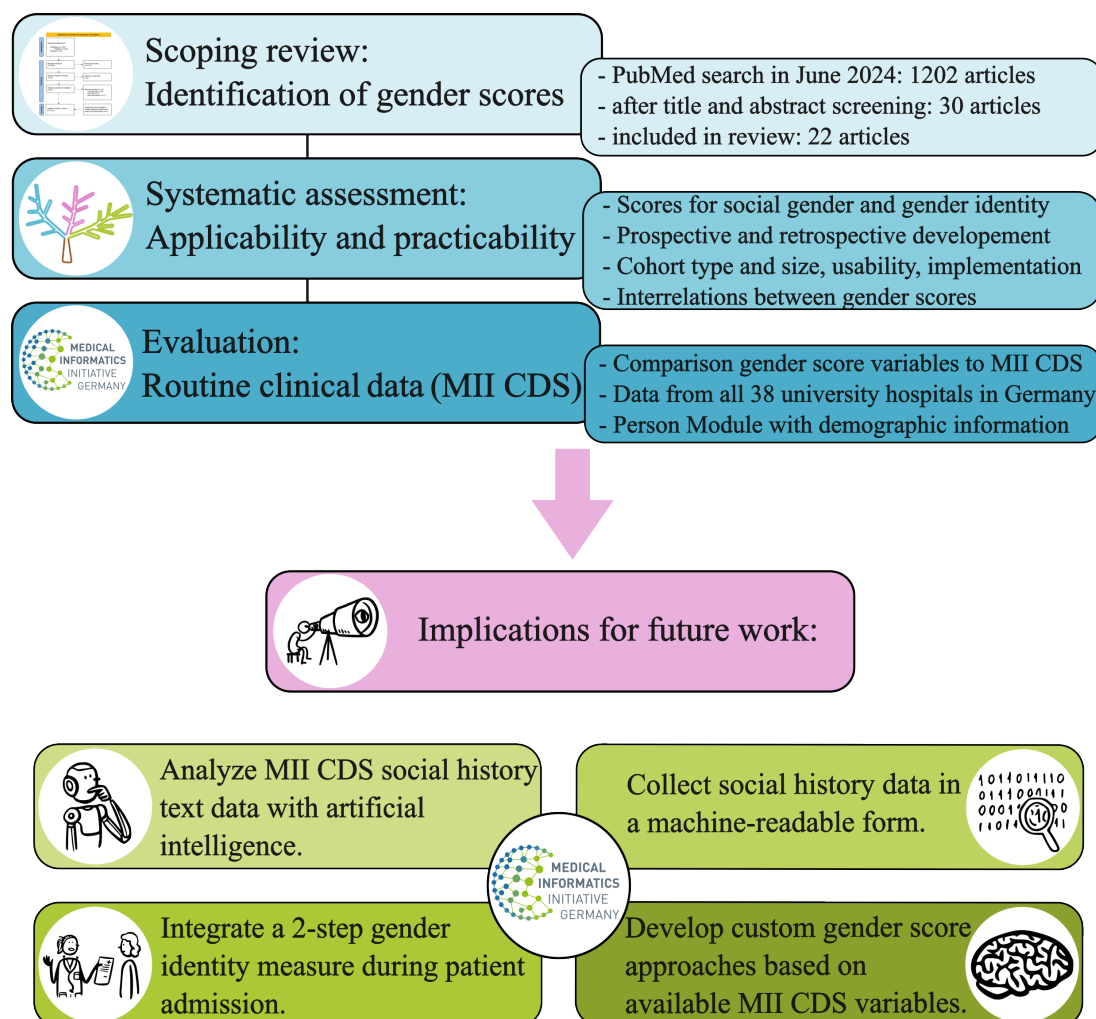 Scoping review:
Identification of gender scores
- PubMed search in June 2024: 1202 articles
- after title and abstract screening: 30 articles
- included in review: 22 articles
Systematic assessment:
Applicability and practicability
- Scores for social gender and gender identity
- Prospective and retrospective developement
- Cohort type and size, usability, implementation
- Interrelations between gender scores
MEDICAL
INFORMATICS
INITIATIVE
GERMANY
Evaluation:
Routine clinical data (MII CDS)
- Comparison gender score variables to MII CDS
- Data from all 38 university hospitals in Germany
- Person Module with demographic information
Implications for future work:
Analyze MII CDS social history
text data with artificial
intelligence.
Collect social history data in
a machine-readable form.
MEDICAL
INFORMATICS
INITIATIVE
GERMANY
Integrate a 2-step gender
identity measure during patient
admission.
Develop custom gender score
approaches based on
available MII CDS variables.